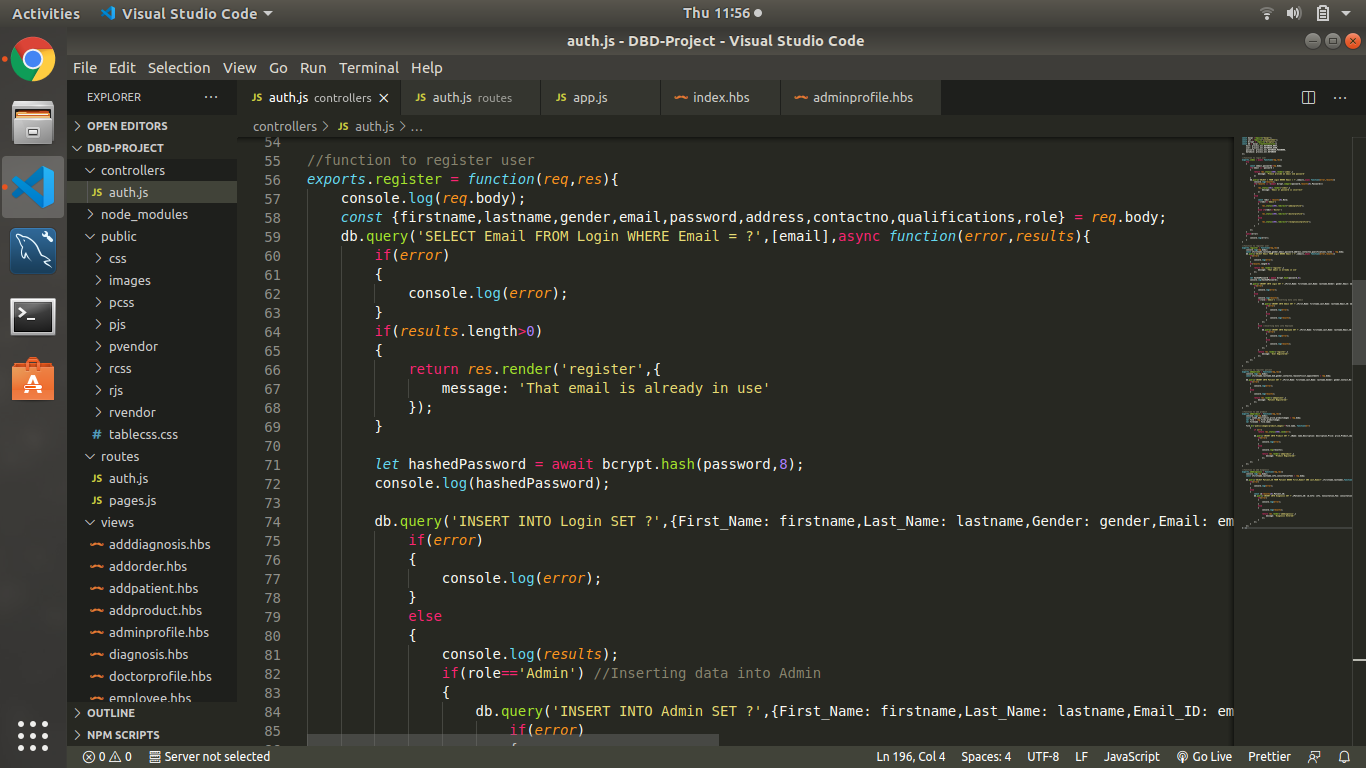 Activities Visual Studio Code Thu 11:56
auth.js - DBD-Project - Visual Studio Code
File Edit Selection View Go Run Terminal Help
EXPLORER
OPEN EDITORS
DBD-PROJECT
controllers
JS auth.js
node_modules
public
css
images
pcss
pjs
pvendor
rcss
rjs
rvendor
# tablecss.css
routes
JS auth.js
JS pages.js
views
adddiagnosis.hbs
addorder.hbs
addpatient.hbs
addproduct.hbs
adminprofile.hbs
diagnosis.hbs
doctorprofile.hbs
employee.hbs
OUTLINE
NPM SCRIPTS
JS auth.js controllers JS auth.js routes JS app.js index.hbs adminprofile.hbs
controllers > JS auth.js > ...
54
55 //function to register user
56 exports.register = function(req,res){
57 console.log(req.body);
58 const {firstname,lastname,gender,email,password,address,contactno,qualifications,role} = req.body;
59 db.query('SELECT Email FROM Login WHERE Email = ?',[email],async function(error,results){
60 if(error)
61 {
62 console.log(error);
63 }
64 if(results.length>0)
65 {
66 return res.render('register',{
67 message: 'That email is already in use'
68 });
69 }
70
71 let hashedPassword = await bcrypt.hash(password,8);
72 console.log(hashedPassword);
73
74 db.query('INSERT INTO Login SET ?',{First_Name: firstname,Last_Name: lastname,Gender: gender,Email: em
75 if(error)
76 {
77 console.log(error);
78 }
79 else
80 {
81 console.log(results);
82 if(role=='Admin') //Inserting data into Admin
83 {
84 db.query('INSERT INTO Admin SET ?',{First_Name: firstname,Last_Name: lastname,Email_ID: em
85 if(error)
0 0 Server not selected Ln 196, Col 4 Spaces: 4 UTF-8 LF JavaScript Go Live Prettier